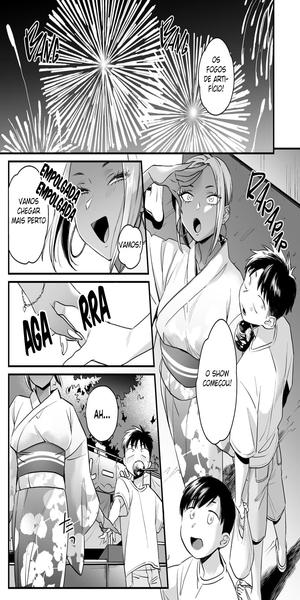 BANG
BANG
OS
FOGOS
DE ARTI-
FÍCIO!
RAPAPAP
EMPOLGADA
EMPOLGADA
VAMOS
CHEGAR
MAIS PERTO
VAMOS!
AGA
RRA
O SHOW
COMEÇOU!
AH...